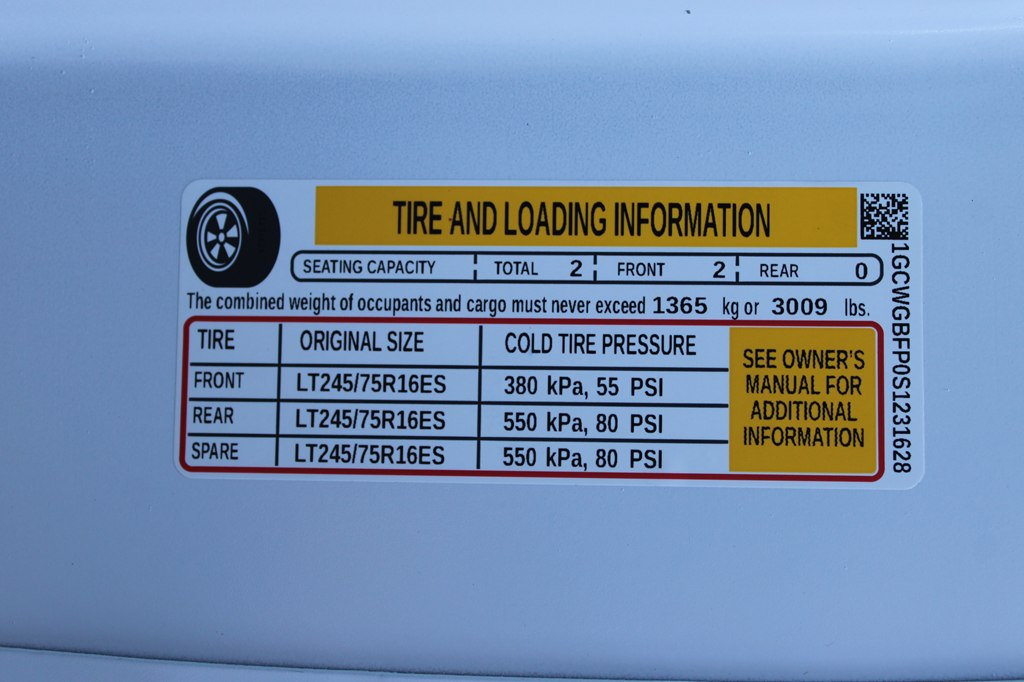 TIRE AND LOADING INFORMATION
SEATING CAPACITY TOTAL 2 FRONT 2 REAR 0
The combined weight of occupants and cargo must never exceed 1365 kg or 3009 lbs.
TIRE ORIGINAL SIZE COLD TIRE PRESSURE
FRONT LT245/75R16ES 380 kPa, 55 PSI
REAR LT245/75R16ES 550 kPa, 80 PSI
SPARE LT245/75R16ES 550 kPa, 80 PSI
SEE OWNER'S
MANUAL FOR
ADDITIONAL
INFORMATION
1GCWGBFP0S1231628